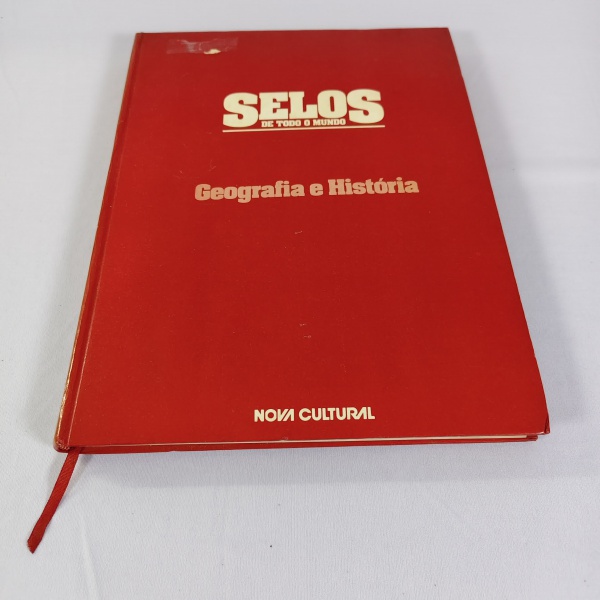 SELOS
DE TODO O MUNDO
Geografia e História
NOVA CULTURAL